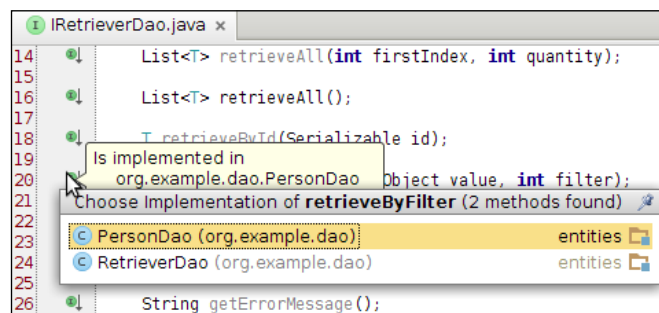 IRetrieverDao.java ×
14 List<T> retrieveAll(int firstIndex, int quantity);
15
16 List<T> retrieveAll();
17
18 T retrieveById(Serializable id);
19 Is implemented in
20 org.example.dao.PersonDao Object value, int filter);
21 Choose Implementation of retrieveByFilter (2 methods found)
22
23 PersonDao (org.example.dao) entities
24 RetrieverDao (org.example.dao) entities
25
26 String getErrorMessage();